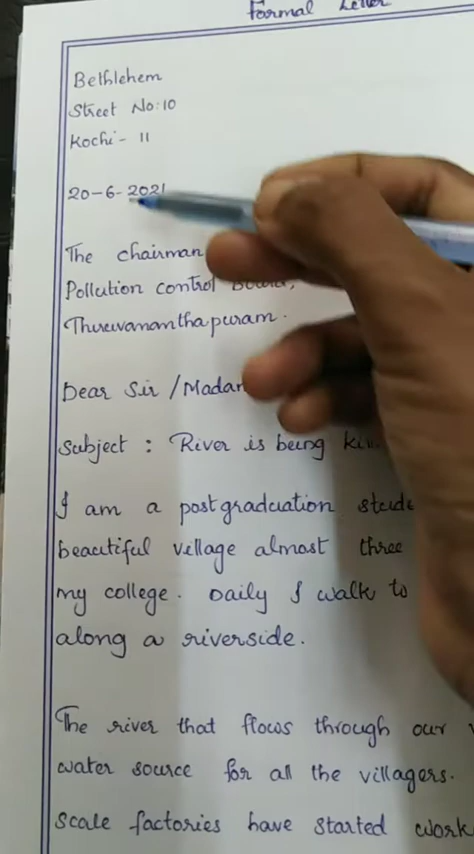 Formal Letter
Bethlehem
Street No:10
Kochi - 11
20-6-2021
The chairman
Pollution control
Thiruvananthapuram.
Dear Sir /Madam
Subject : River is being
I am a postgraduation
beautiful village almost three
my college. Daily I walk to
along a riverside.
The river that flows through our
water source for all the villagers.
Scale factories have started